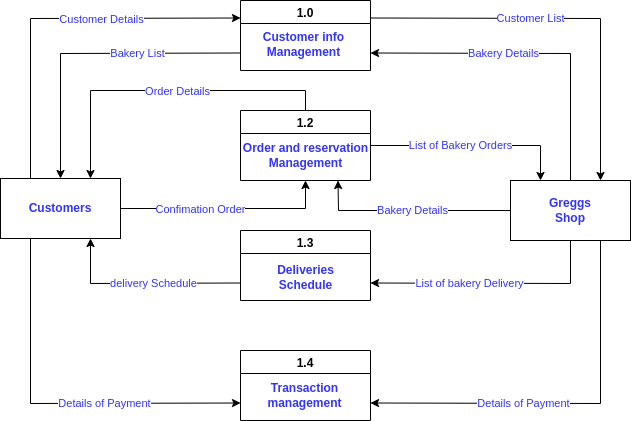 1.0
Customer Details
Customer List
Customer info
Management
Bakery List
Bakery Details
Order Details
1.2
Order and reservation
Management
List of Bakery Orders
Customers
Confimation Order
Bakery Details
Greggs
Shop
1.3
Deliveries
Schedule
delivery Schedule
List of bakery Delivery
1.4
Transaction
management
Details of Payment
Details of Payment